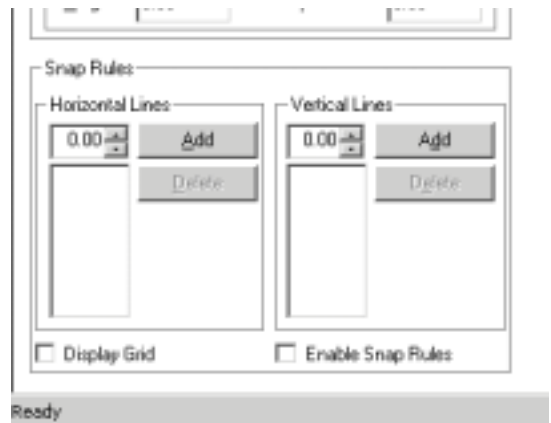 Snap Rules
Horizontal Lines
Vertical Lines
0.00 Add
0.00 Add
Delete
Delete
Display Grid
Enable Snap Rules
Ready